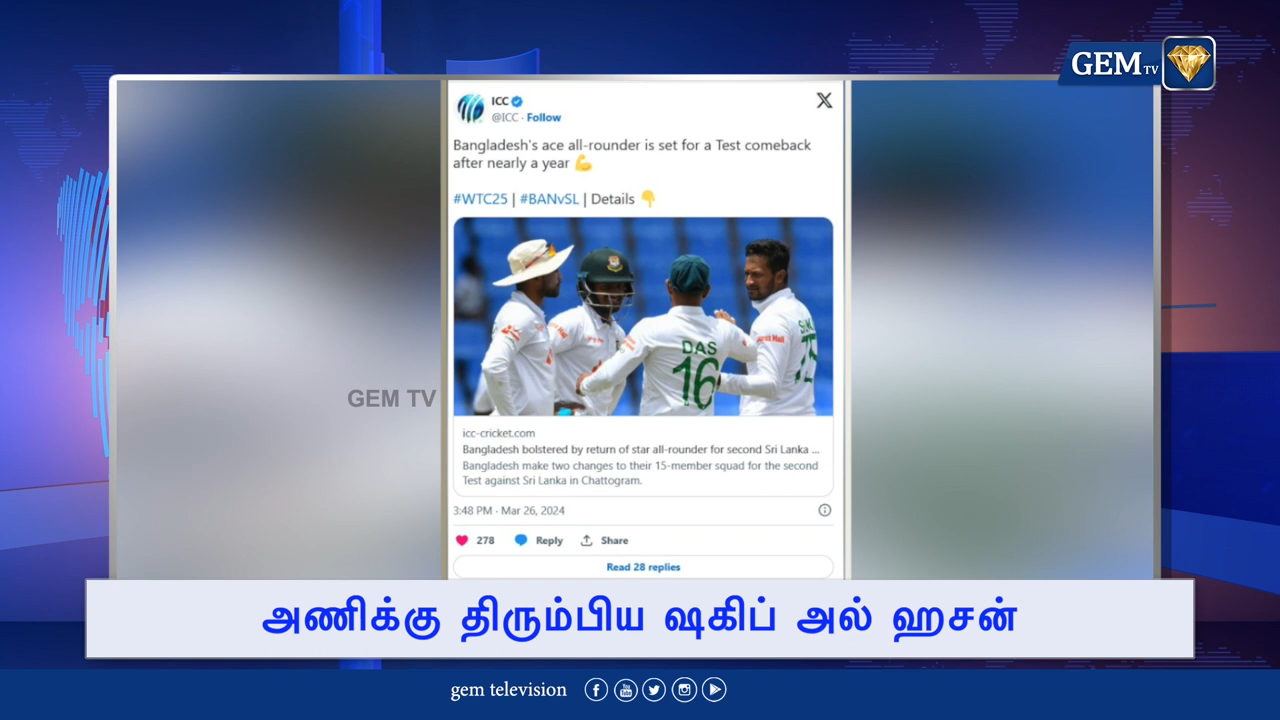 GEM TV
ICC
@ICC · Follow
Bangladesh's ace all-rounder is set for a Test comeback
after nearly a year 💪
#WTC25 | #BANvSL | Details 👇
DAS
16
75
GEM TV
icc-cricket.com
Bangladesh bolstered by return of star all-rounder for second Sri Lanka ...
Bangladesh make two changes to their 15-member squad for the second
Test against Sri Lanka in Chattogram.
3:48 PM · Mar 26, 2024
278 Reply Share
Read 28 replies
அணிக்கு திரும்பிய ஷகிப் அல் ஹசன்
gem television